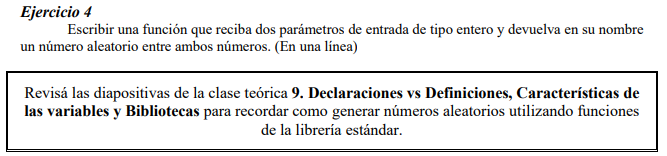 Ejercicio 4
Escribir una función que reciba dos parámetros de entrada de tipo entero y devuelva en su nombre
un número aleatorio entre ambos números. (En una línea)
Revisá las diapositivas de la clase teórica 9. Declaraciones vs Definiciones, Características de
las variables y Bibliotecas para recordar como generar números aleatorios utilizando funciones
de la librería estándar.